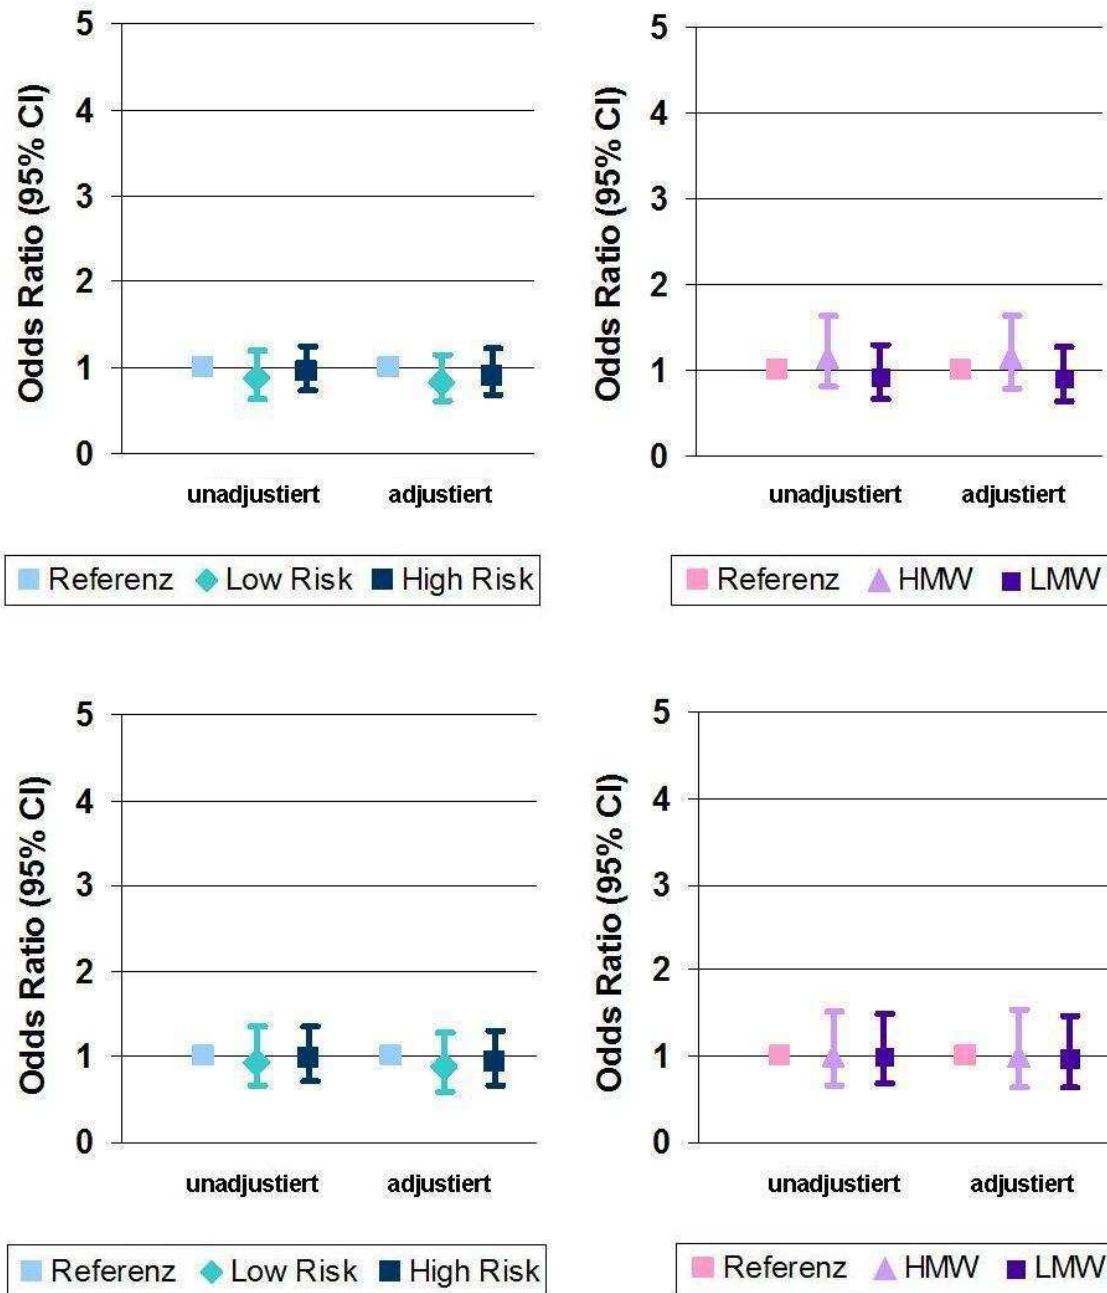 Odds Ratio (95% CI)
5
4
3
2
1
0
unadjustiert adjustiert
Referenz Low Risk High Risk
Odds Ratio (95% CI)
5
4
3
2
1
0
unadjustiert adjustiert
Referenz HMW LMW
Odds Ratio (95% CI)
5
4
3
2
1
0
unadjustiert adjustiert
Referenz Low Risk High Risk
Odds Ratio (95% CI)
5
4
3
2
1
0
unadjustiert adjustiert
Referenz HMW LMW